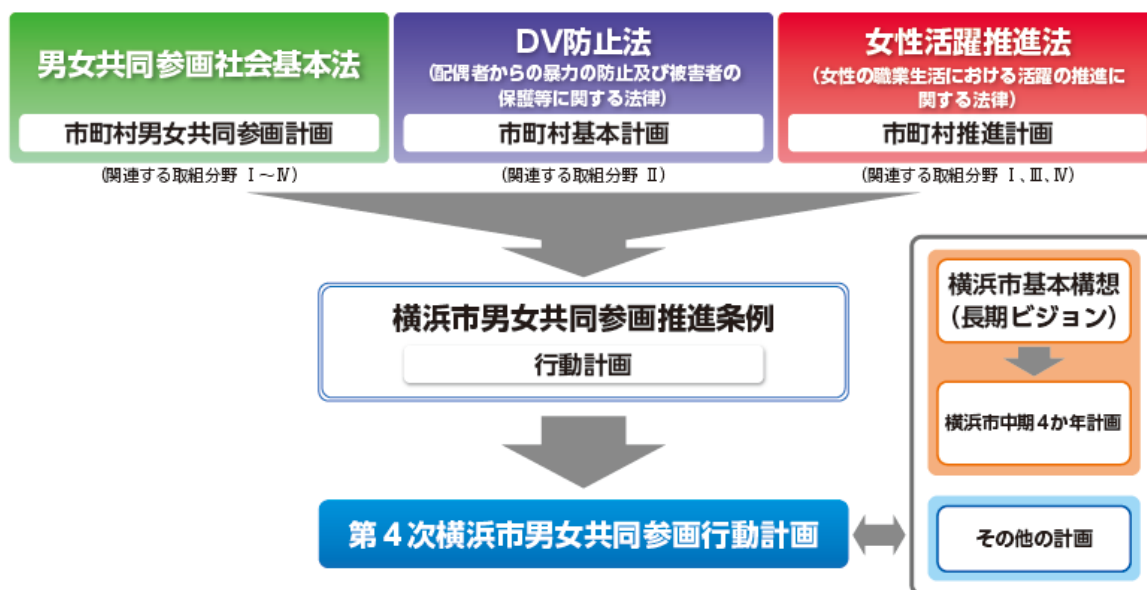 男女共同参画社会基本法
市町村男女共同参画計画
(関連する取組分野 Ⅰ~Ⅳ)
DV防止法
(配偶者からの暴力の防止及び被害者の
保護等に関する法律)
市町村基本計画
(関連する取組分野 Ⅱ)
女性活躍推進法
(女性の職業生活における活躍の推進に
関する法律)
市町村推進計画
(関連する取組分野 Ⅰ、Ⅲ、Ⅳ)
横浜市男女共同参画推進条例
行動計画
第4次横浜市男女共同参画行動計画
横浜市基本構想
(長期ビジョン)
横浜市中期4か年計画
その他の計画